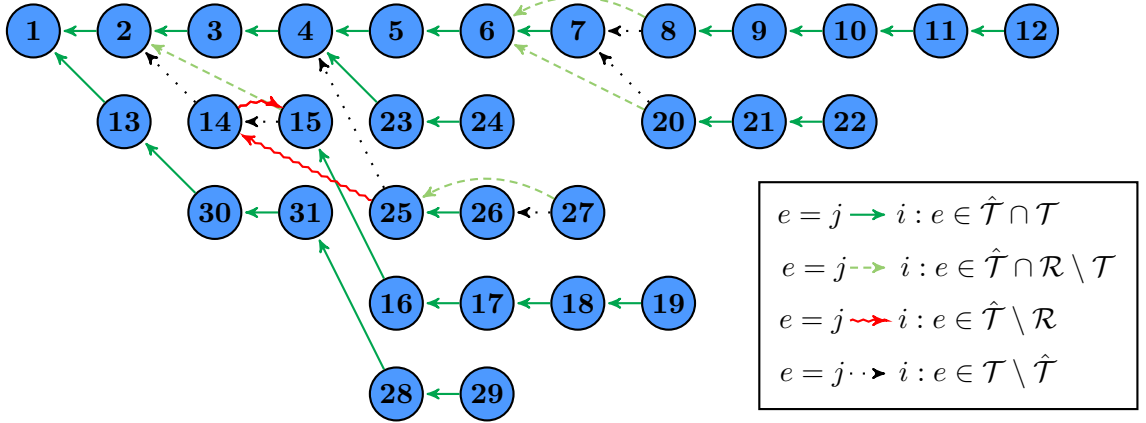 1 2 3 4 5 6 7 8 9 10 11 12
13 14 15 23 24 20 21 22
30 31 25 26 27
16 17 18 19
28 29
e = j → i : e ∈ 𝒯̂ ∩ 𝒯
e = j → i : e ∈ 𝒯̂ ∩ ℛ \ 𝒯
e = j → i : e ∈ 𝒯̂ \ ℛ
e = j → i : e ∈ 𝒯 \ 𝒯̂